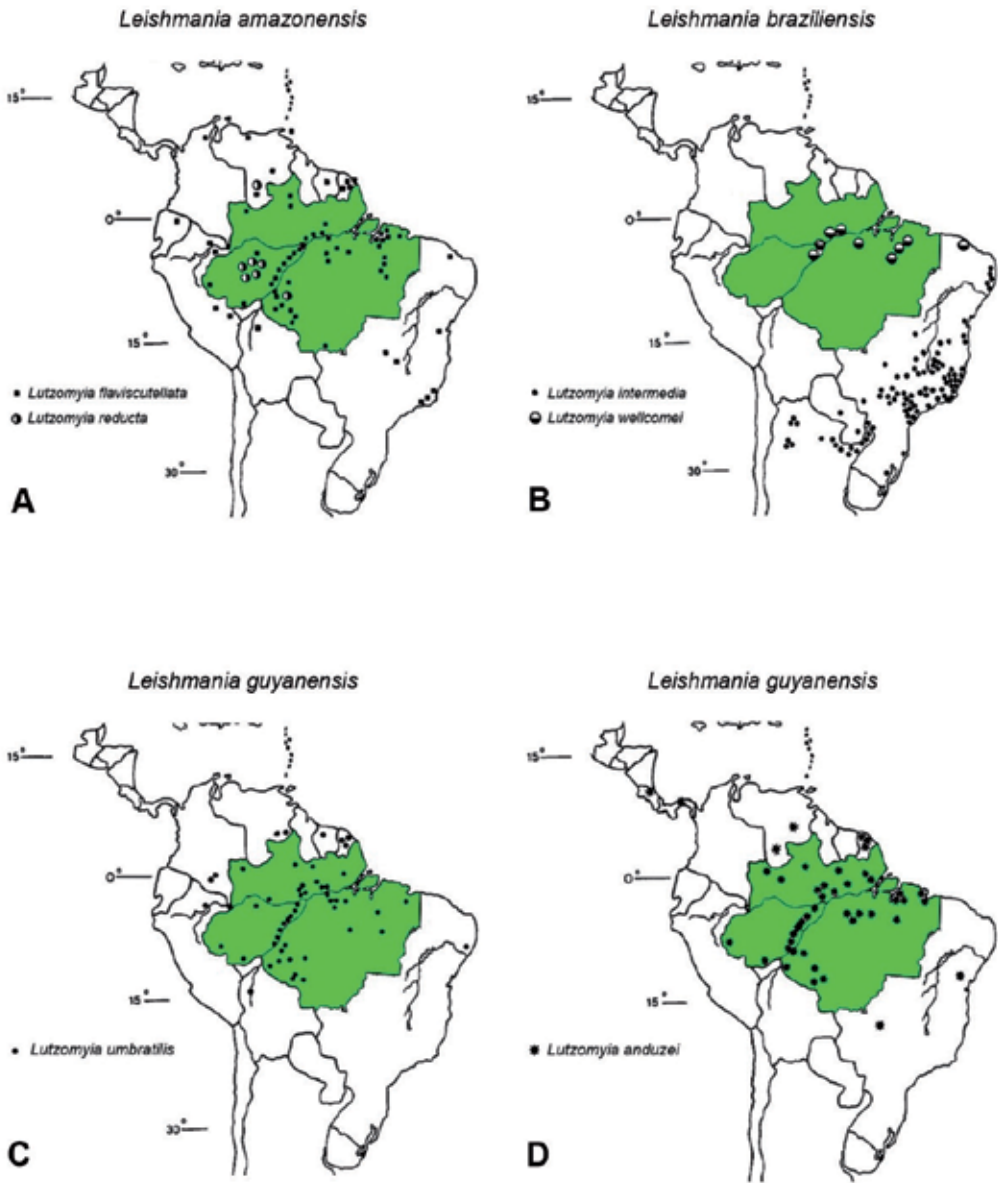 Leishmania amazonensis
15°
0°
15°
Lutzomyia flaviscutellata
Lutzomyia reducta
30°
A
Leishmania braziliensis
15°
0°
15°
Lutzomyia intermedia
Lutzomyia wellcomei
30°
B
Leishmania guyanensis
15°
0°
15°
Lutzomyia umbratilis
30°
C
Leishmania guyanensis
15°
0°
15°
Lutzomyia anduzei
D